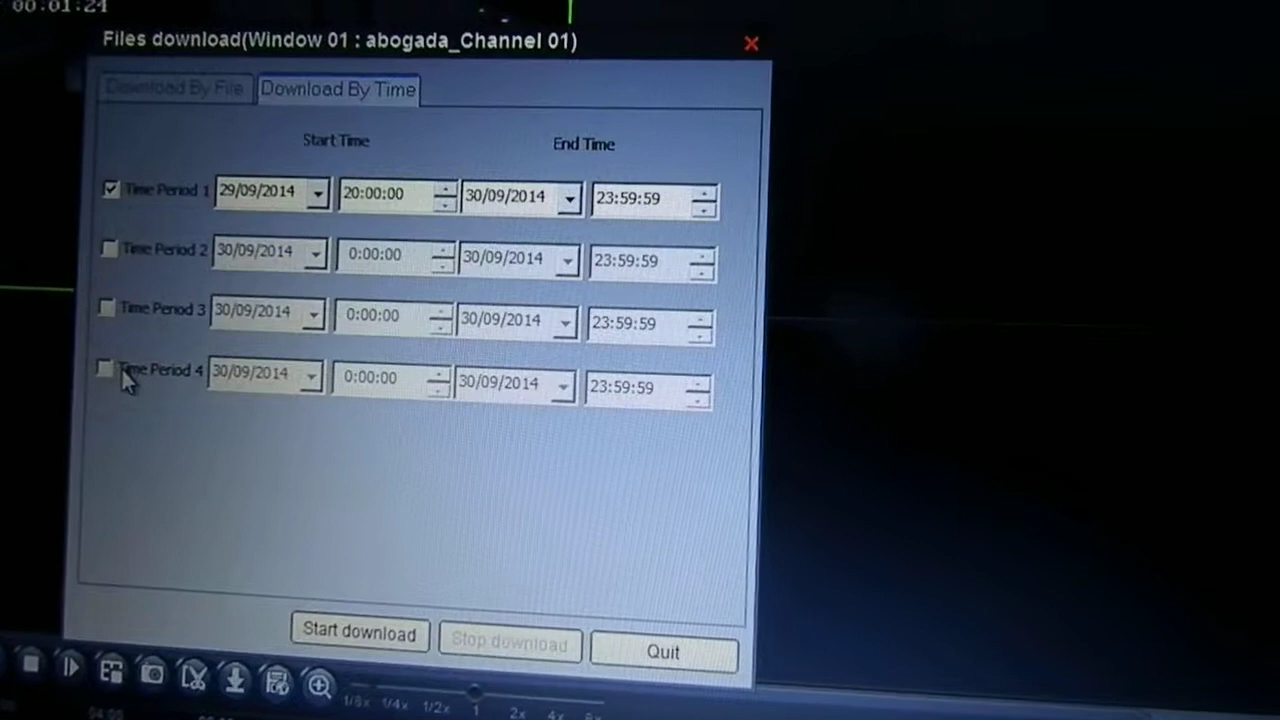 00:01:24
Files download(Window 01 : abogada_Channel 01)
Download By File Download By Time
Start Time End Time
Time Period 1 29/09/2014 20:00:00 30/09/2014 23:59:59
Time Period 2 30/09/2014 0:00:00 30/09/2014 23:59:59
Time Period 3 30/09/2014 0:00:00 30/09/2014 23:59:59
Time Period 4 30/09/2014 0:00:00 30/09/2014 23:59:59
Start download Stop download Quit
1/8x 1/4x 1/2x 1 2x 4x 8x